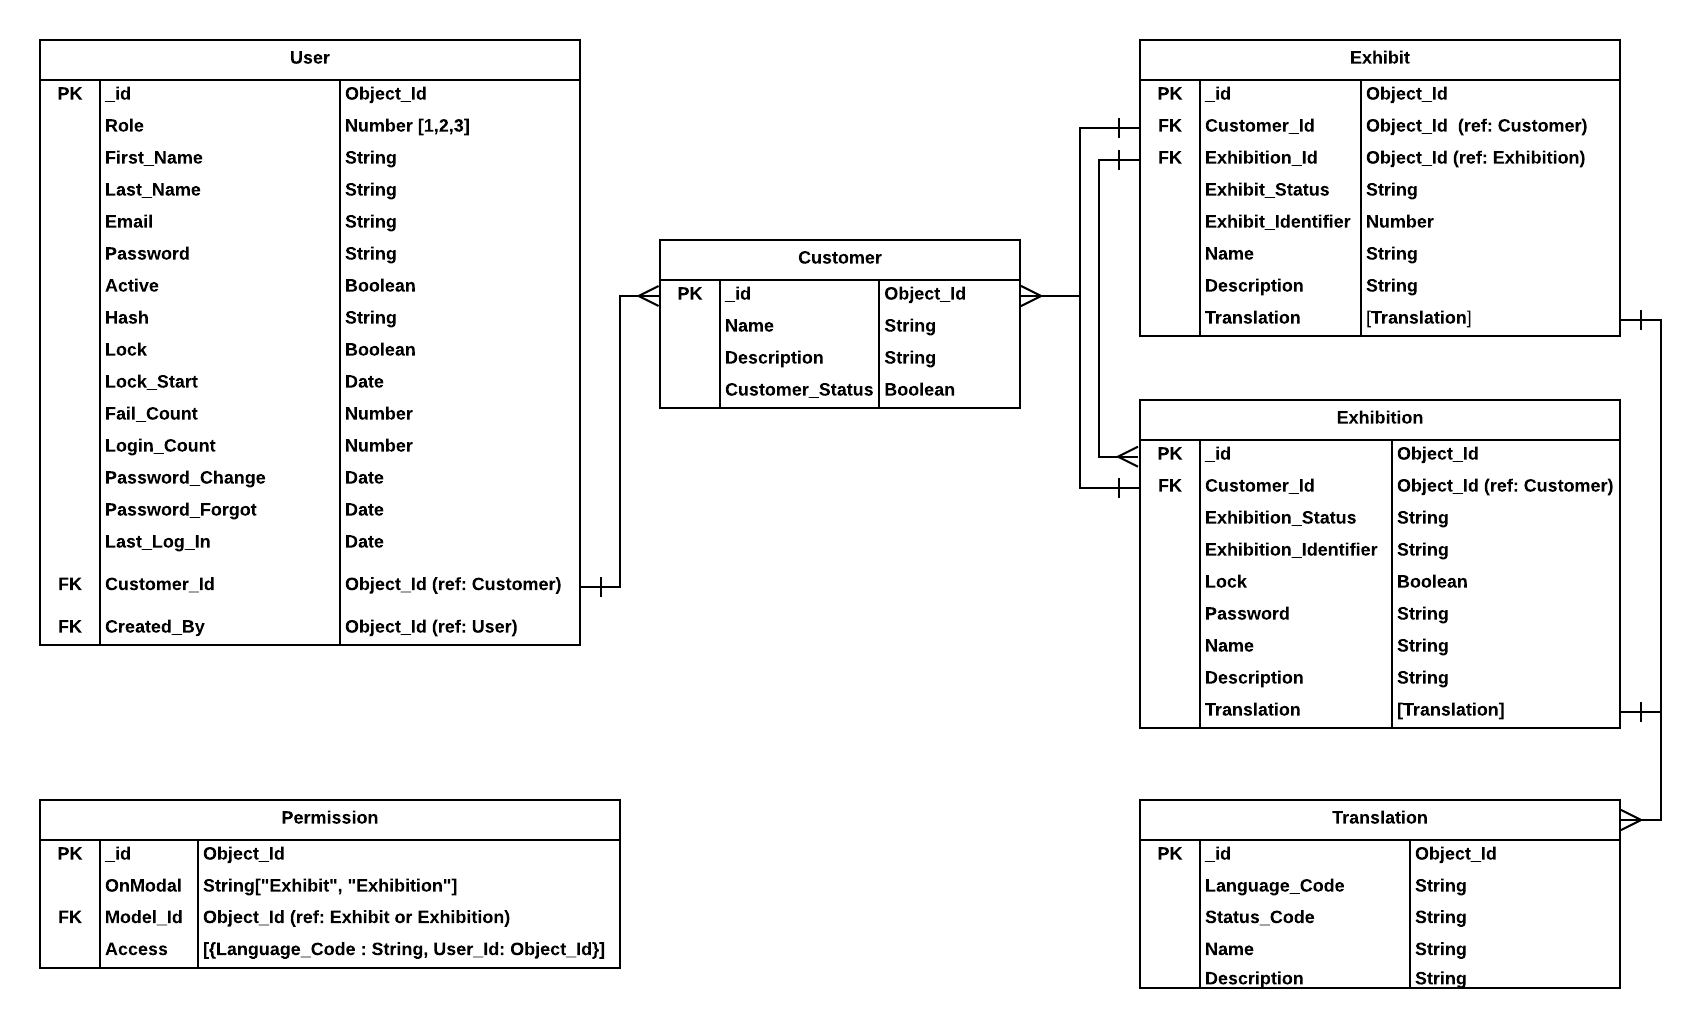 User
PK _id Object_Id
Role Number [1,2,3]
First_Name String
Last_Name String
Email String
Password String
Active Boolean
Hash String
Lock Boolean
Lock_Start Date
Fail_Count Number
Login_Count Number
Password_Change Date
Password_Forgot Date
Last_Log_In Date
FK Customer_Id Object_Id (ref: Customer)
FK Created_By Object_Id (ref: User)
Customer
PK _id Object_Id
Name String
Description String
Customer_Status Boolean
Exhibit
PK _id Object_Id
FK Customer_Id Object_Id (ref: Customer)
FK Exhibition_Id Object_Id (ref: Exhibition)
Exhibit_Status String
Exhibit_Identifier Number
Name String
Description String
Translation [Translation]
Exhibition
PK _id Object_Id
FK Customer_Id Object_Id (ref: Customer)
Exhibition_Status String
Exhibition_Identifier String
Lock Boolean
Password String
Name String
Description String
Translation [Translation]
Permission
PK _id Object_Id
OnModal String["Exhibit", "Exhibition"]
FK Model_Id Object_Id (ref: Exhibit or Exhibition)
Access [{Language_Code : String, User_Id: Object_Id}]
Translation
PK _id Object_Id
Language_Code String
Status_Code String
Name String
Description String